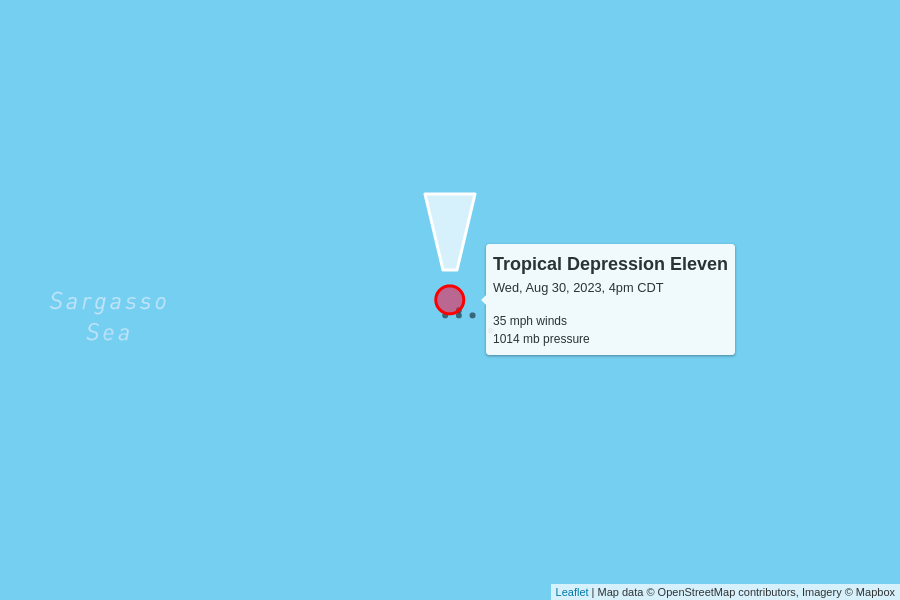 Sargasso
Sea
Tropical Depression Eleven
Wed, Aug 30, 2023, 4pm CDT
35 mph winds
1014 mb pressure
Leaflet | Map data © OpenStreetMap contributors, Imagery © Mapbox